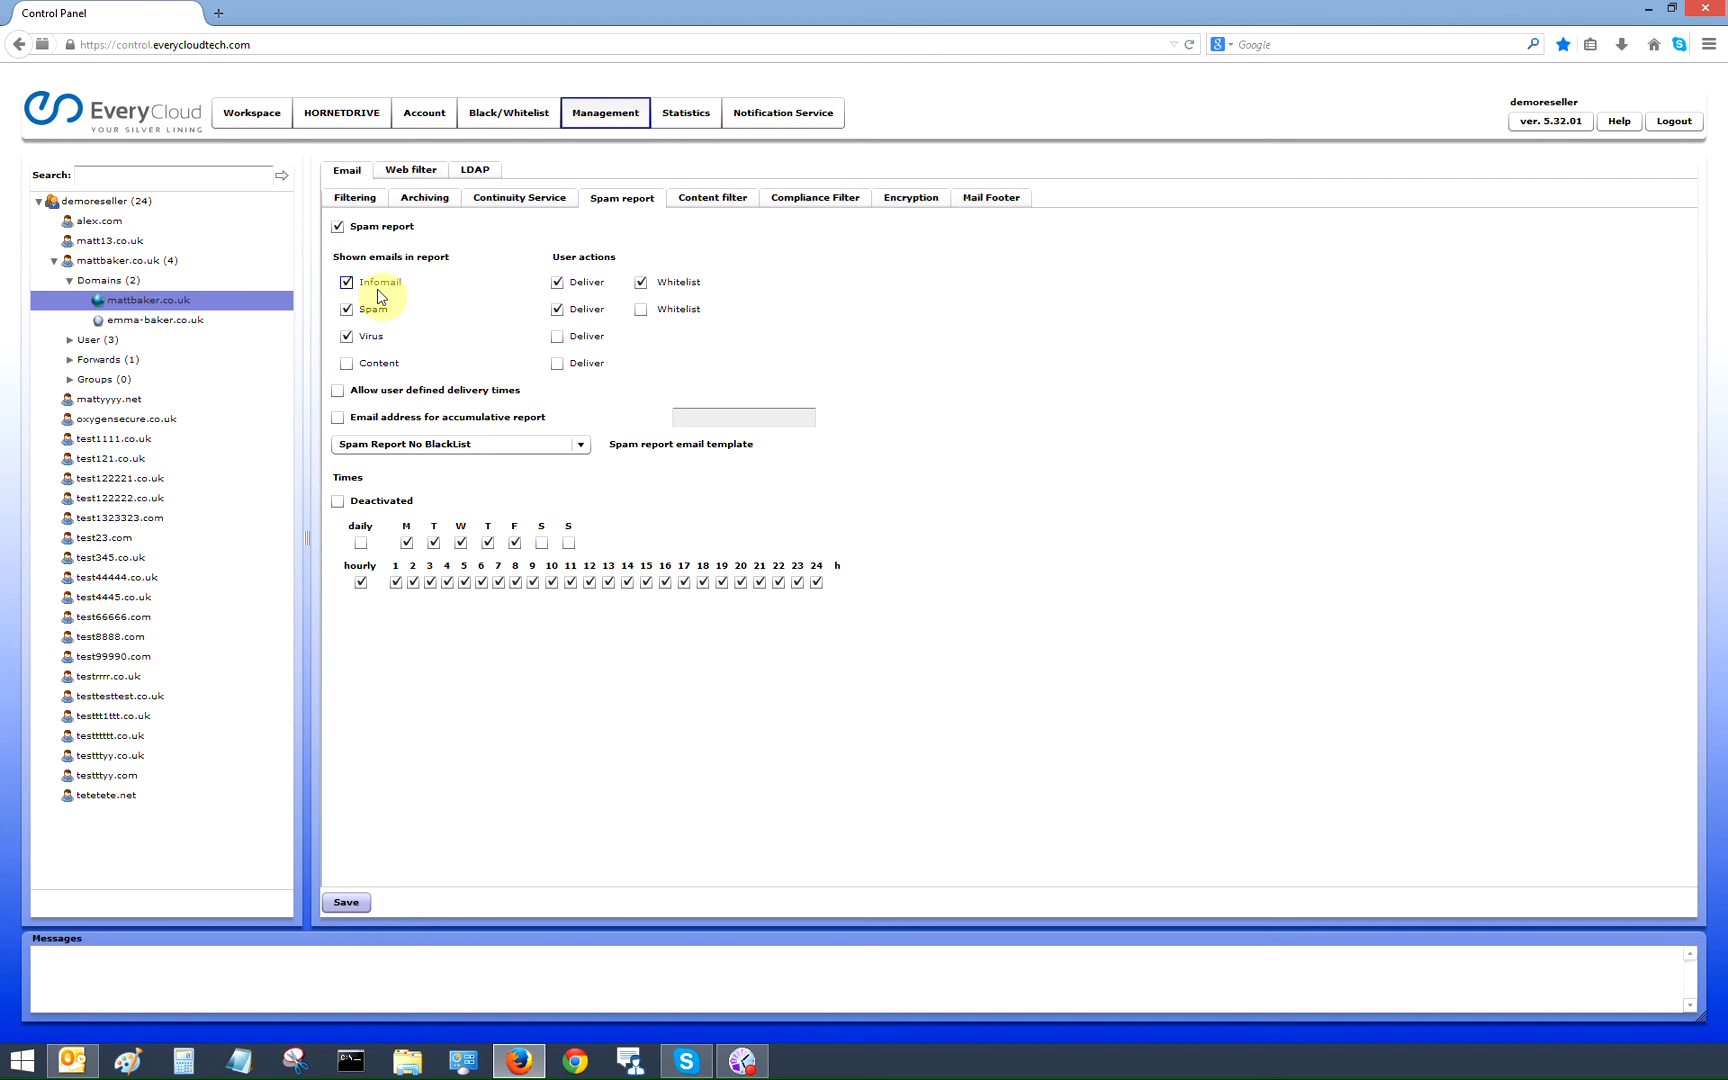 Control Panel
https://control.everycloudtech.com
Google
EveryCloud
YOUR SILVER LINING
Workspace HORNETDRIVE Account Black/Whitelist Management Statistics Notification Service
demoreseller
ver. 5.32.01 Help Logout
Search:
demoreseller (24)
alex.com
matt13.co.uk
mattbaker.co.uk (4)
Domains (2)
mattbaker.co.uk
emma-baker.co.uk
User (3)
Forwards (1)
Groups (0)
mattyyyy.net
oxygensecure.co.uk
test1111.co.uk
test121.co.uk
test122221.co.uk
test122222.co.uk
test1323323.com
test23.com
test345.co.uk
test44444.co.uk
test4445.co.uk
test66666.com
test8888.com
test99990.com
testrrrr.co.uk
testtesttest.co.uk
testtt1ttt.co.uk
testttttt.co.uk
testttyy.co.uk
testttyy.com
tetetete.net
Email Web filter LDAP
Filtering Archiving Continuity Service Spam report Content filter Compliance Filter Encryption Mail Footer
Spam report
Shown emails in report User actions
Infomail Deliver Whitelist
Spam Deliver Whitelist
Virus Deliver
Content Deliver
Allow user defined delivery times
Email address for accumulative report
Spam Report No BlackList Spam report email template
Times
Deactivated
daily M T W T F S S
hourly 1 2 3 4 5 6 7 8 9 10 11 12 13 14 15 16 17 18 19 20 21 22 23 24 h
Save
Messages